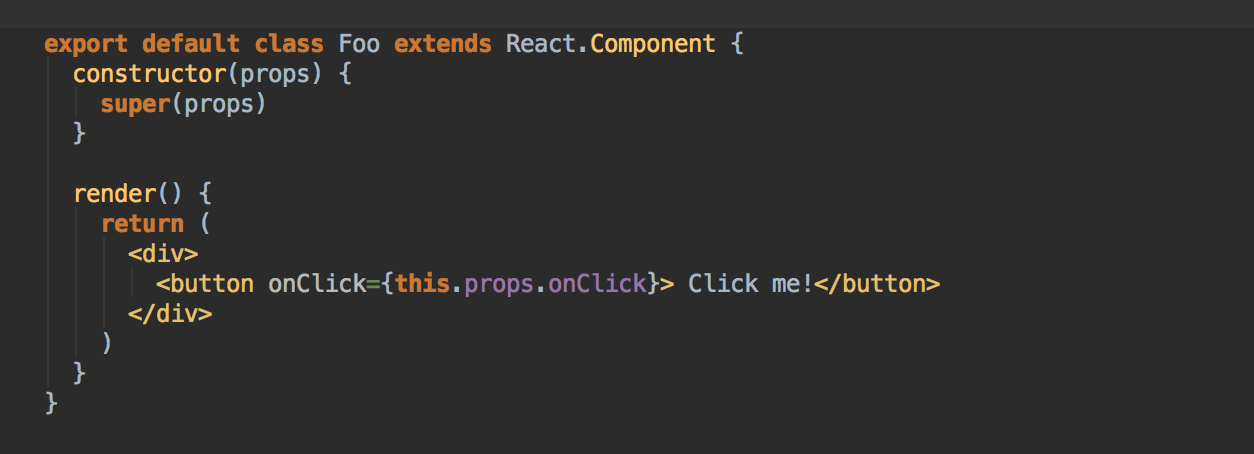 export default class Foo extends React.Component {
  constructor(props) {
    super(props)
  }

  render() {
    return (
      <div>
        <button onClick={this.props.onClick}> Click me!</button>
      </div>
    )
  }
}